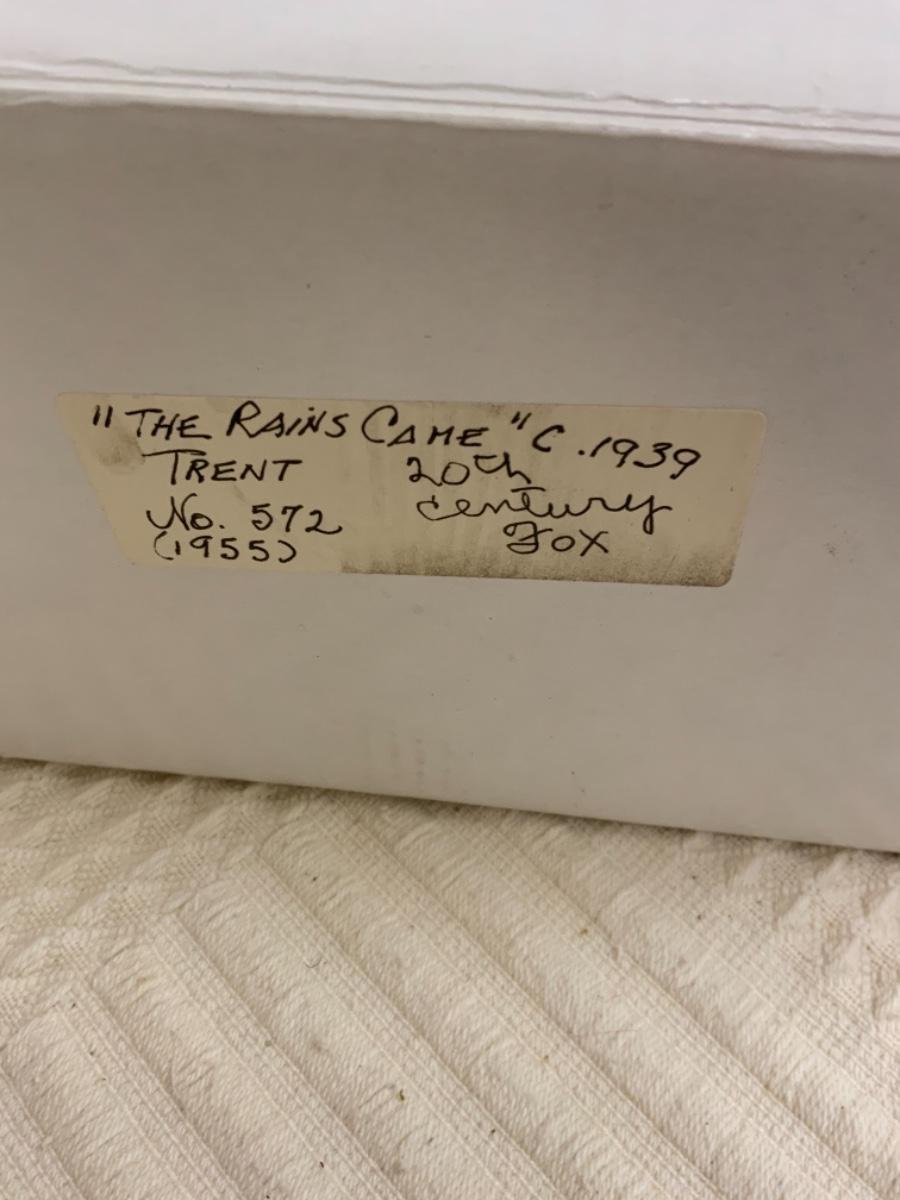 "THE RAINS CAME" C.1939
TRENT 20th
No. 572 century
(1955) Fox